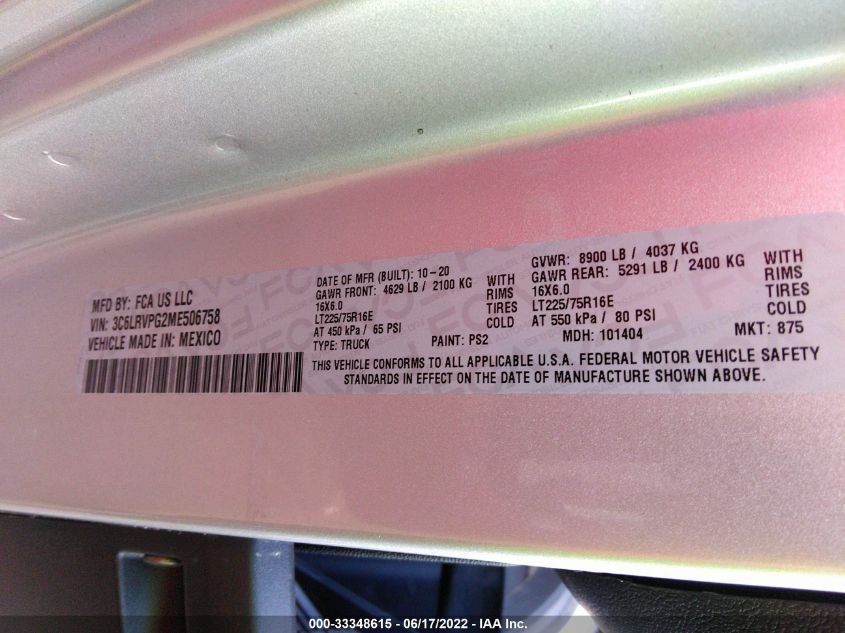 MFD BY: FCA US LLC
VIN: 3C6LRVPG2ME506758
VEHICLE MADE IN: MEXICO
DATE OF MFR (BUILT): 10-20
GAWR FRONT: 4629 LB / 2100 KG WITH
16X6.0 RIMS
LT225/75R16E TIRES
AT 450 kPa / 65 PSI COLD
TYPE: TRUCK PAINT: PS2
GVWR: 8900 LB / 4037 KG
GAWR REAR: 5291 LB / 2400 KG WITH
16X6.0 RIMS
LT225/75R16E TIRES
AT 550 kPa / 80 PSI COLD
MDH: 101404 MKT: 875
THIS VEHICLE CONFORMS TO ALL APPLICABLE U.S.A. FEDERAL MOTOR VEHICLE SAFETY
STANDARDS IN EFFECT ON THE DATE OF MANUFACTURE SHOWN ABOVE.
000-33348615 - 06/17/2022 - IAA Inc.